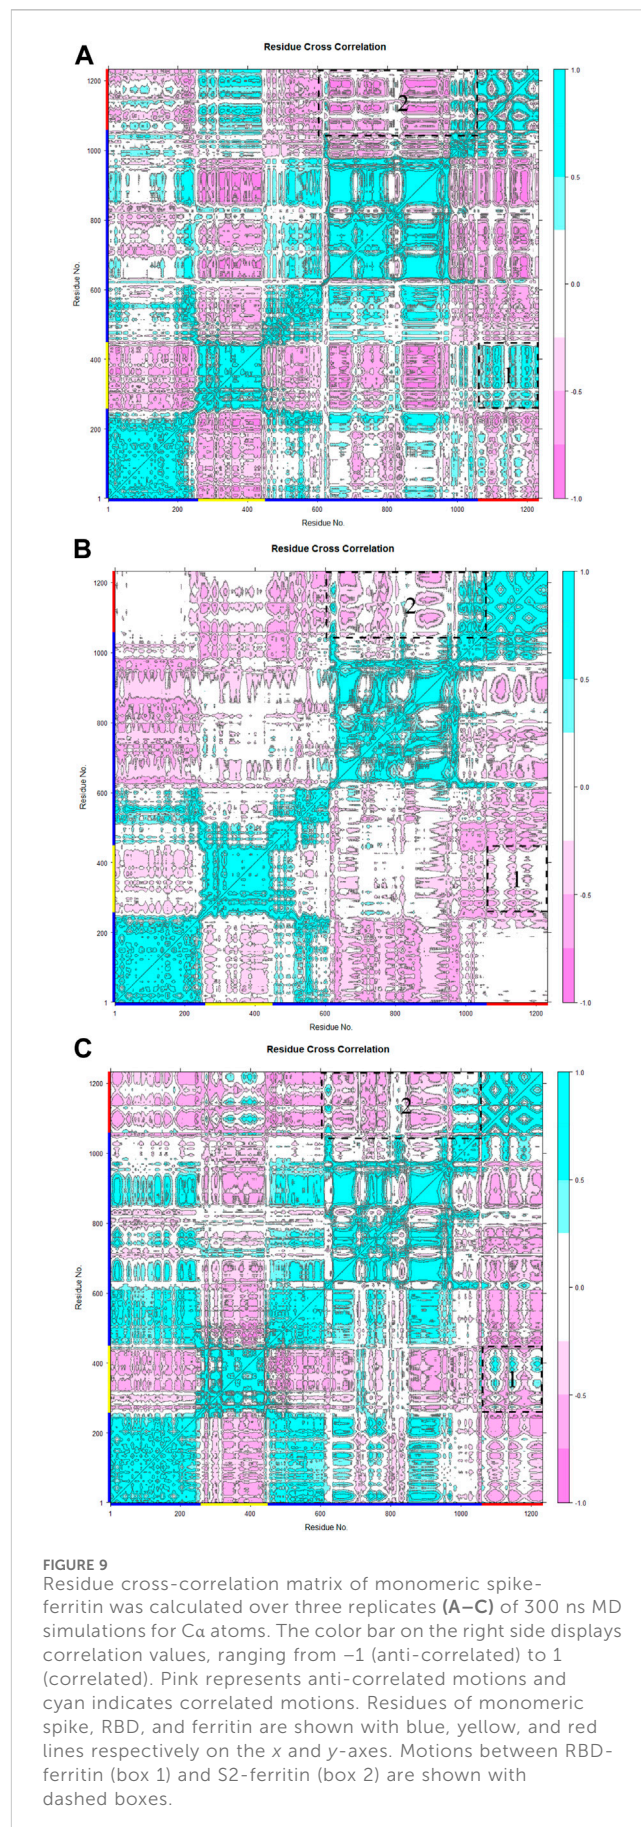 A
Residue Cross Correlation
1200
1000
800
600
400
200
1
Residue No.
2
1
1 200 400 600 800 1000 1200
Residue No.
1.0
0.5
0.0
-0.5
-1.0
B
Residue Cross Correlation
1200
1000
800
600
400
200
1
Residue No.
2
1
1 200 400 600 800 1000 1200
Residue No.
1.0
0.5
0.0
-0.5
-1.0
C
Residue Cross Correlation
1200
1000
800
600
400
200
1
Residue No.
2
1
1 200 400 600 800 1000 1200
Residue No.
1.0
0.5
0.0
-0.5
-1.0
FIGURE 9
Residue cross-correlation matrix of monomeric spike-
ferritin was calculated over three replicates (A–C) of 300 ns MD
simulations for Cα atoms. The color bar on the right side displays
correlation values, ranging from −1 (anti-correlated) to 1
(correlated). Pink represents anti-correlated motions and
cyan indicates correlated motions. Residues of monomeric
spike, RBD, and ferritin are shown with blue, yellow, and red
lines respectively on the x and y-axes. Motions between RBD-
ferritin (box 1) and S2-ferritin (box 2) are shown with
dashed boxes.